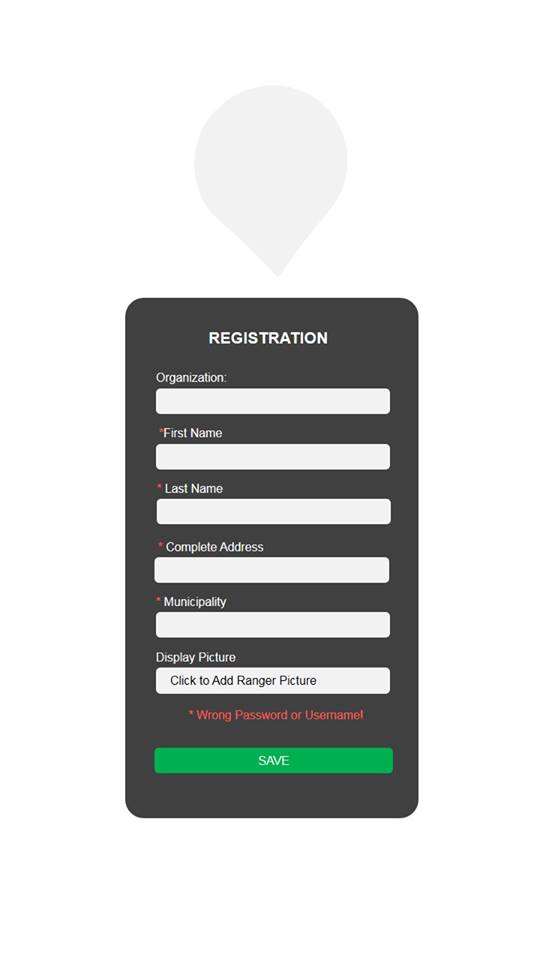 REGISTRATION
Organization:
*First Name
* Last Name
* Complete Address
* Municipality
Display Picture
Click to Add Ranger Picture
* Wrong Password or Username!
SAVE